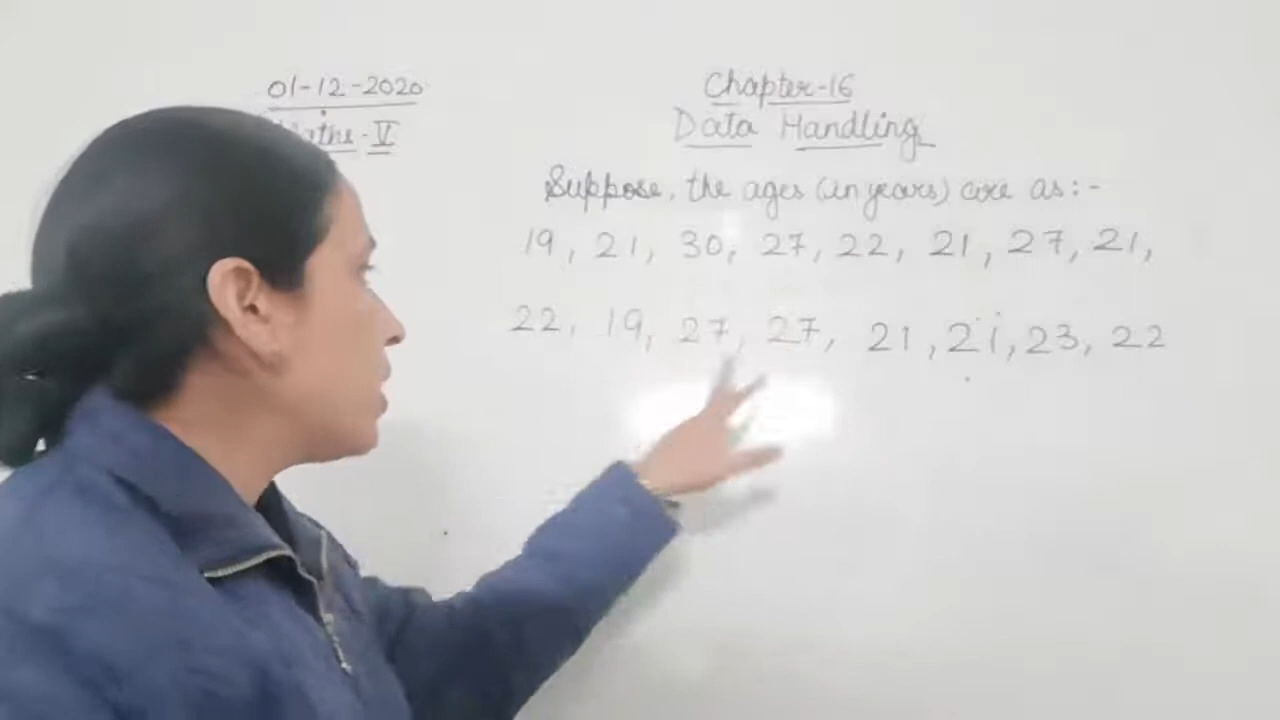 01-12-2020
Maths-V
Chapter-16
Data Handling
Suppose, the ages (in years) are as:-
19, 21, 30, 27, 22, 21, 27, 21,
22, 19, 27, 27, 21, 21, 23, 22